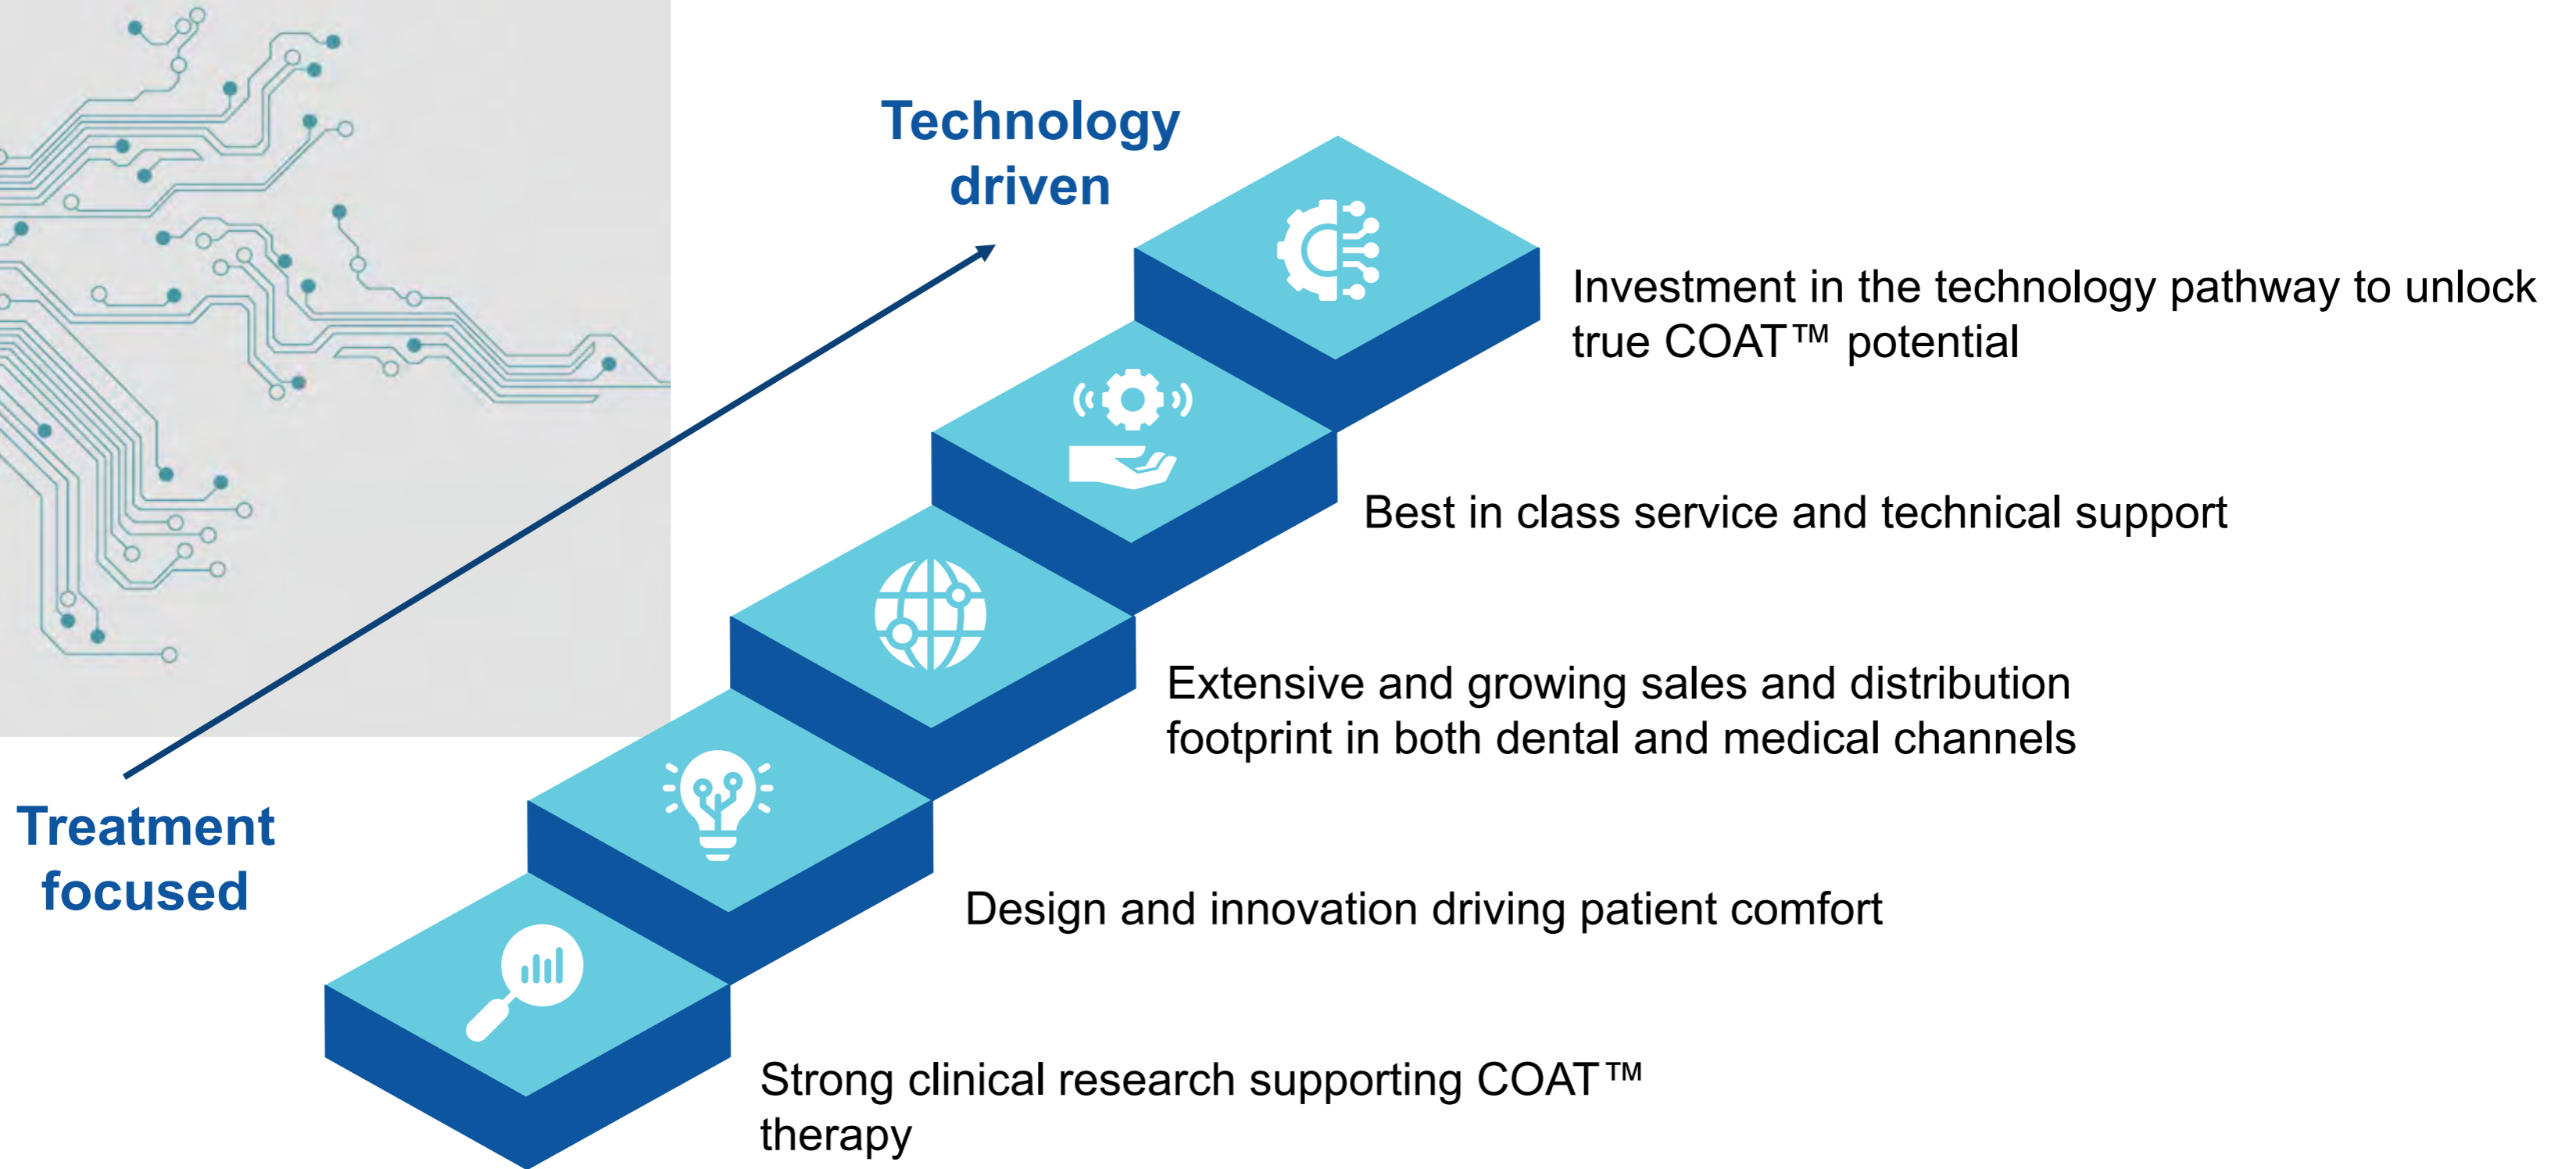 Technology
driven
Investment in the technology pathway to unlock
true COAT™ potential
Best in class service and technical support
Extensive and growing sales and distribution
footprint in both dental and medical channels
Treatment
focused
Design and innovation driving patient comfort
Strong clinical research supporting COAT™
therapy